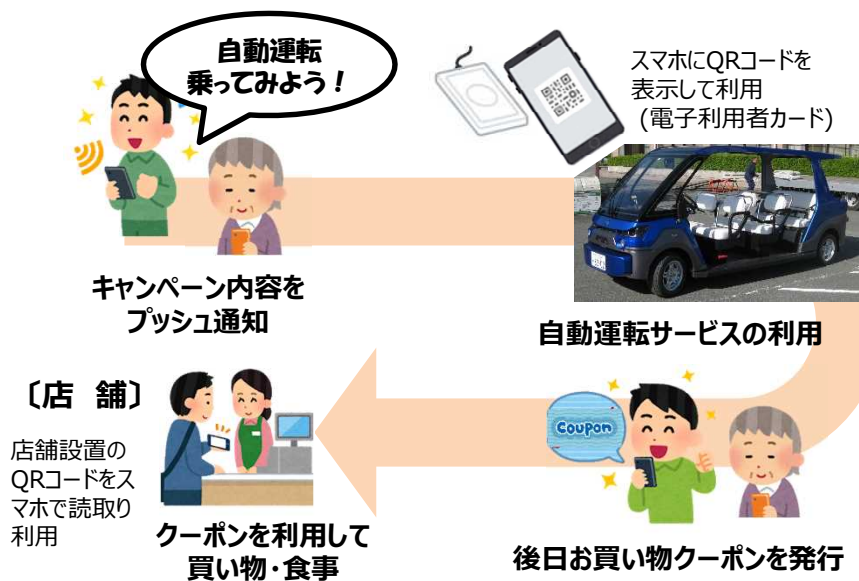 自動運転
乗ってみよう！
スマホにQRコードを
表示して利用
(電子利用者カード)
キャンペーン内容を
プッシュ通知
自動運転サービスの利用
〔店 舗〕
店舗設置の
QRコードをス
マホで読取り
利用
クーポンを利用して
買い物・食事
Coupon
後日お買い物クーポンを発行